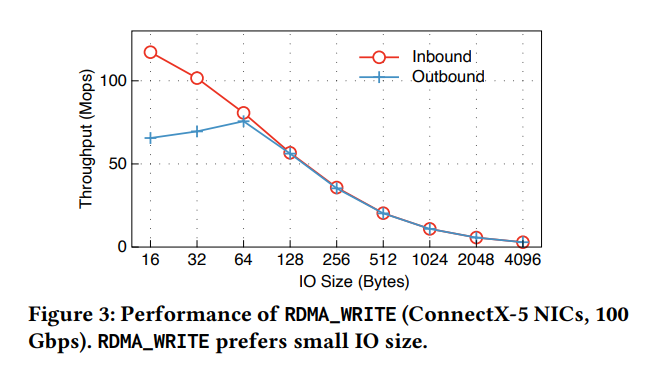 Inbound
Outbound
Throughput (Mops)
100
50
0
16 32 64 128 256 512 1024 2048 4096
IO Size (Bytes)
Figure 3: Performance of RDMA_WRITE (ConnectX-5 NICs, 100
Gbps). RDMA_WRITE prefers small IO size.